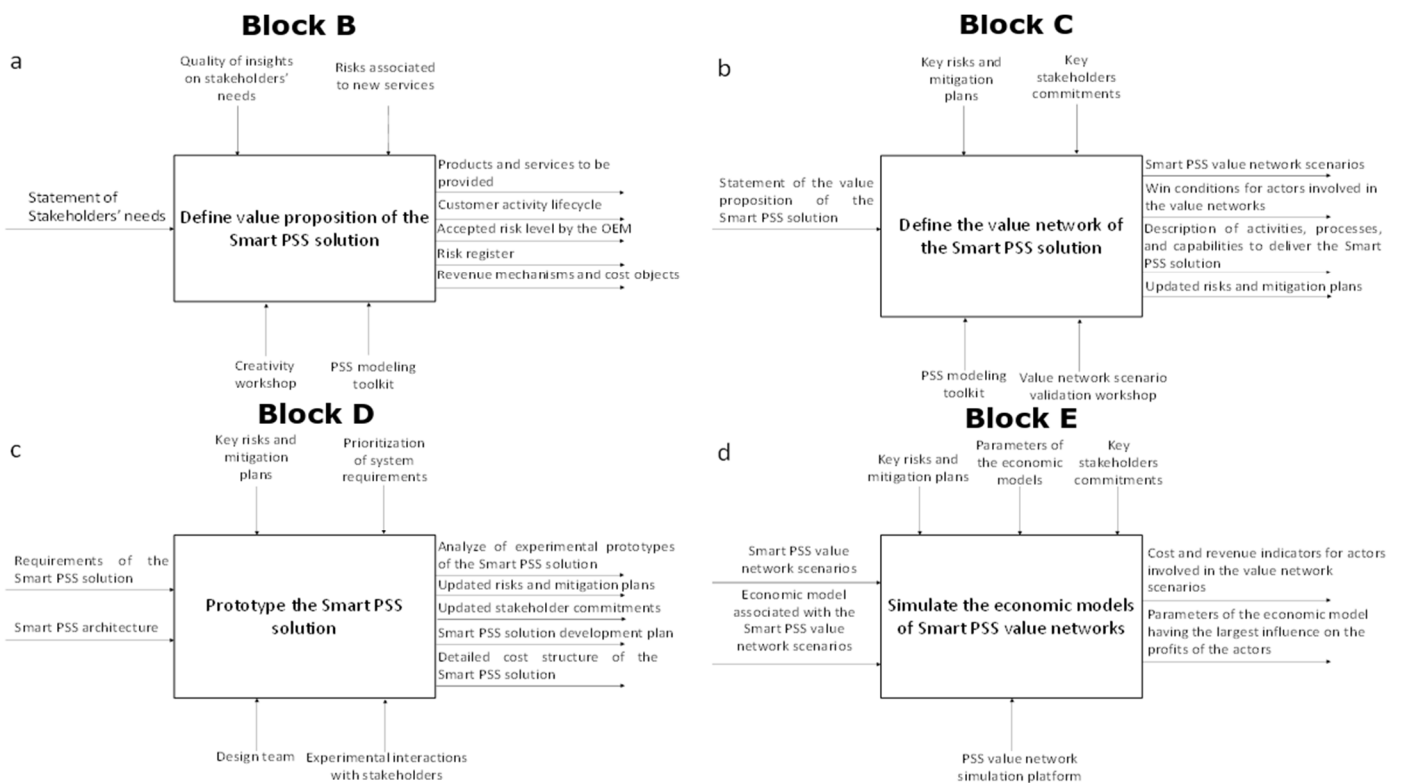 Block B
a
Quality of insights
on stakeholders’
needs
Risks associated
to new services
Statement of
Stakeholders’ needs
Define value proposition of the
Smart PSS solution
Products and services to be
provided
Customer activity lifecycle
Accepted risk level by the OEM
Risk register
Revenue mechanisms and cost objects
Creativity
workshop
PSS modeling
toolkit
Block C
b
Key risks and
mitigation
plans
Key
stakeholders
commitments
Statement of the value
proposition of the
Smart PSS solution
Define the value network of
the Smart PSS solution
Smart PSS value network scenarios
Win conditions for actors involved in
the value networks
Description of activities, processes,
and capabilities to deliver the Smart
PSS solution
Updated risks and mitigation plans
PSS modeling
toolkit
Value network scenario
validation workshop
Block D
c
Key risks and
mitigation
plans
Prioritization
of system
requirements
Requirements of the
Smart PSS solution
Smart PSS architecture
Prototype the Smart PSS
solution
Analyze of experimental prototypes
of the Smart PSS solution
Updated risks and mitigation plans
Updated stakeholder commitments
Smart PSS solution development plan
Detailed cost structure of the
Smart PSS solution
Design team
Experimental interactions
with stakeholders
Block E
d
Key risks and
mitigation plans
Parameters of
the economic
models
Key
stakeholders
commitments
Smart PSS value
network scenarios
Economic model
associated with the
Smart PSS value
network scenarios
Simulate the economic models
of Smart PSS value networks
Cost and revenue indicators for actors
involved in the value network
scenarios
Parameters of the economic model
having the largest influence on the
profits of the actors
PSS value network
simulation platform